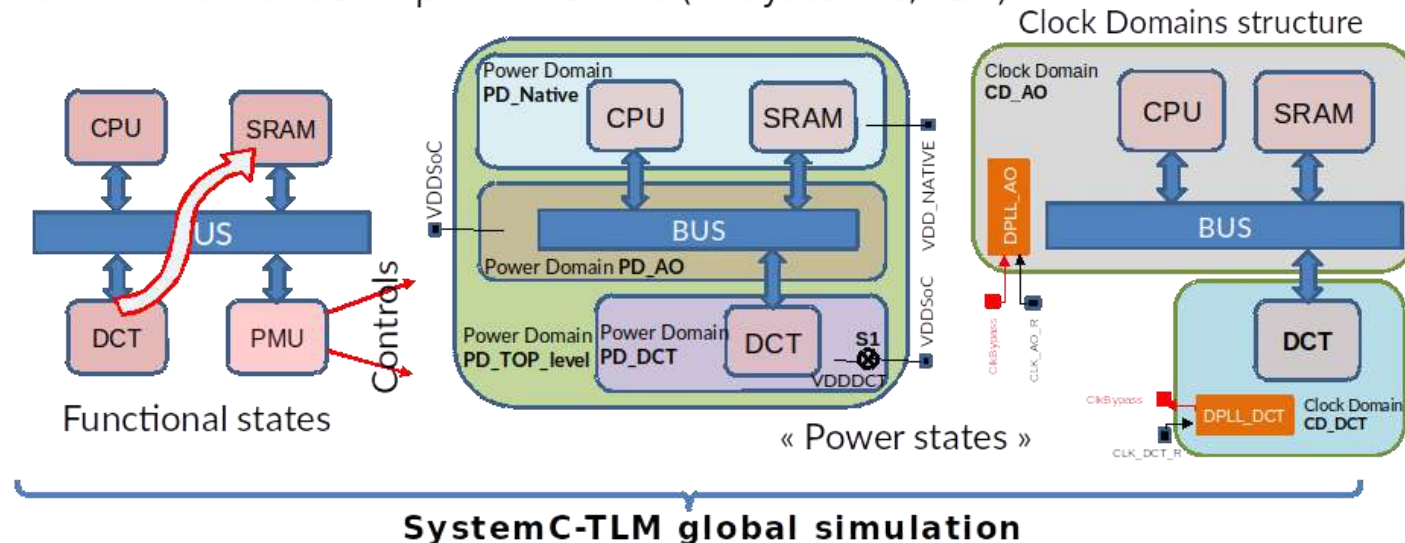 Clock Domains structure
CPU
SRAM
US
DCT
PMU
Controls
Functional states
Power Domain
PD_Native
CPU
SRAM
VDDSoC
VDD_NATIVE
BUS
Power Domain PD_AO
Power Domain
PD_TOP_level
Power Domain
PD_DCT
DCT
S1
VDDDCT
VDDSoC
« Power states »
Clock Domain
CD_AO
CPU
SRAM
DPLL_AO
BUS
ClkBypass
CLK_AO_R
DCT
ClkBypass
DPLL_DCT
Clock Domain
CD_DCT
CLK_DCT_R
SystemC-TLM global simulation